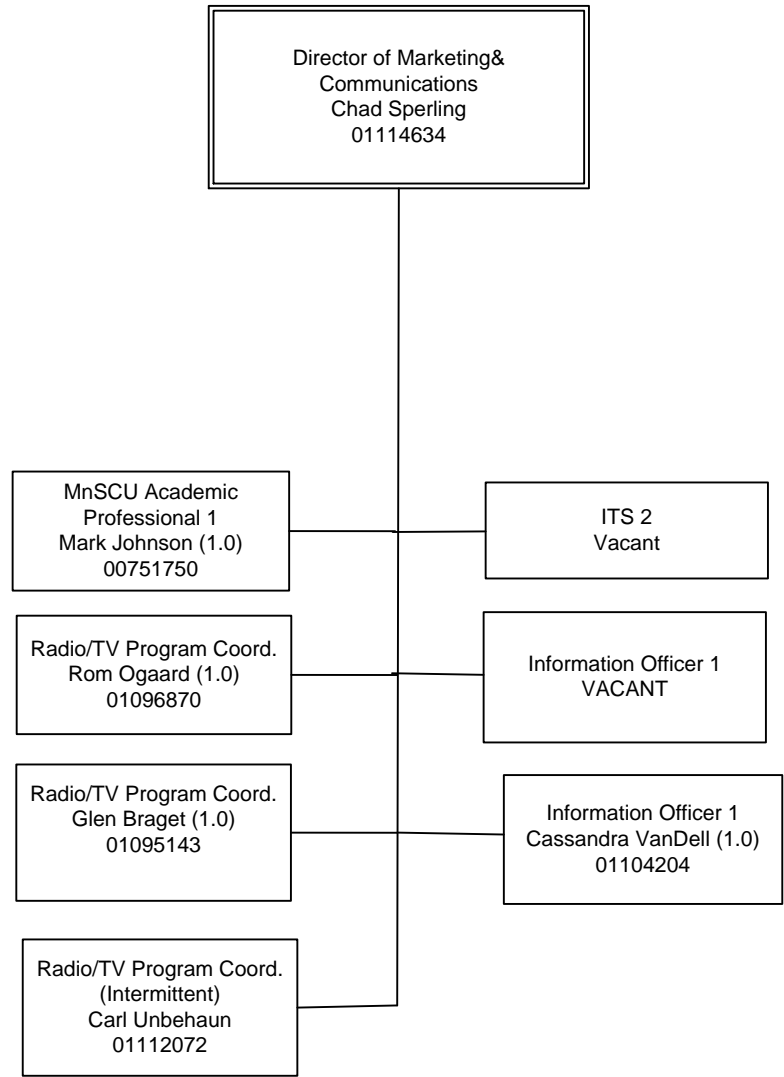 Director of Marketing&
Communications
Chad Sperling
01114634
MnSCU Academic
Professional 1
Mark Johnson (1.0)
00751750
ITS 2
Vacant
Radio/TV Program Coord.
Rom Ogaard (1.0)
01096870
Information Officer 1
VACANT
Radio/TV Program Coord.
Glen Braget (1.0)
01095143
Information Officer 1
Cassandra VanDell (1.0)
01104204
Radio/TV Program Coord.
(Intermittent)
Carl Unbehaun
01112072